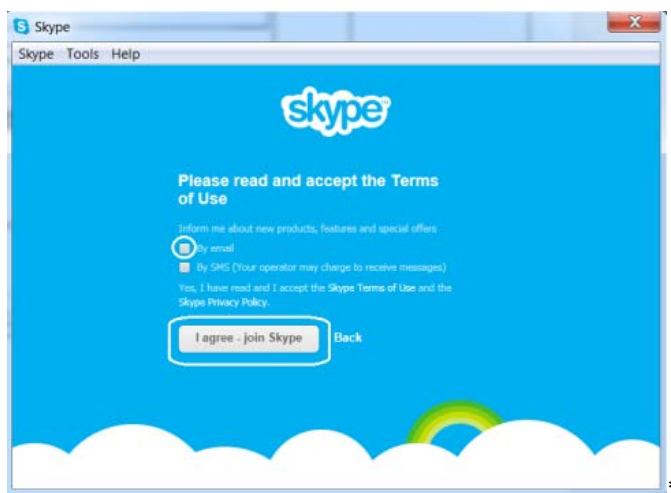 Skype
Skype Tools Help
skype™
Please read and accept the Terms
of Use
Inform me about new products, features and special offers
By email
By SMS (Your operator may charge to receive messages)
Yes, I have read and I accept the Skype Terms of Use and the
Skype Privacy Policy.
I agree - join Skype Back